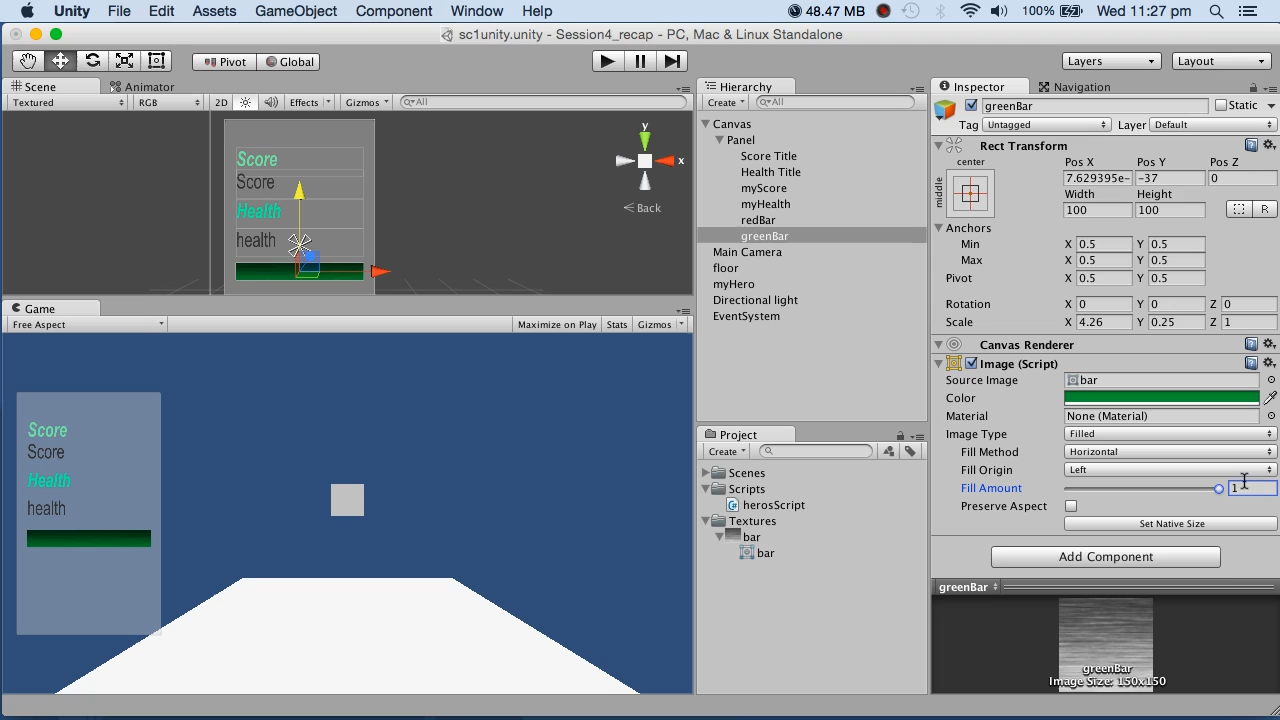 Unity File Edit Assets GameObject Component Window Help 48.47 MB 100% Wed 11:27 pm
sc1unity.unity - Session4_recap - PC, Mac & Linux Standalone
Pivot Global Layers Layout
Scene Animator
Textured RGB 2D Effects Gizmos All
y
x
Back
Score
Score
Health
health
Game
Free Aspect Maximize on Play Stats Gizmos
Score
Score
Health
health
Hierarchy
Create All
Canvas
Panel
Score Title
Health Title
myScore
myHealth
redBar
greenBar
Main Camera
floor
myHero
Directional light
EventSystem
Project
Create
Scenes
Scripts
herosScript
Textures
bar
bar
Inspector Navigation
greenBar Static
Tag Untagged Layer Default
Rect Transform
center Pos X Pos Y Pos Z
middle 7.629395e- -37 0
Width Height
100 100 R
Anchors
Min X 0.5 Y 0.5
Max X 0.5 Y 0.5
Pivot X 0.5 Y 0.5
Rotation X 0 Y 0 Z 0
Scale X 4.26 Y 0.25 Z 1
Canvas Renderer
Image (Script)
Source Image bar
Color
Material None (Material)
Image Type Filled
Fill Method Horizontal
Fill Origin Left
Fill Amount 1
Preserve Aspect
Set Native Size
Add Component
greenBar
greenBar
Image Size: 150x150